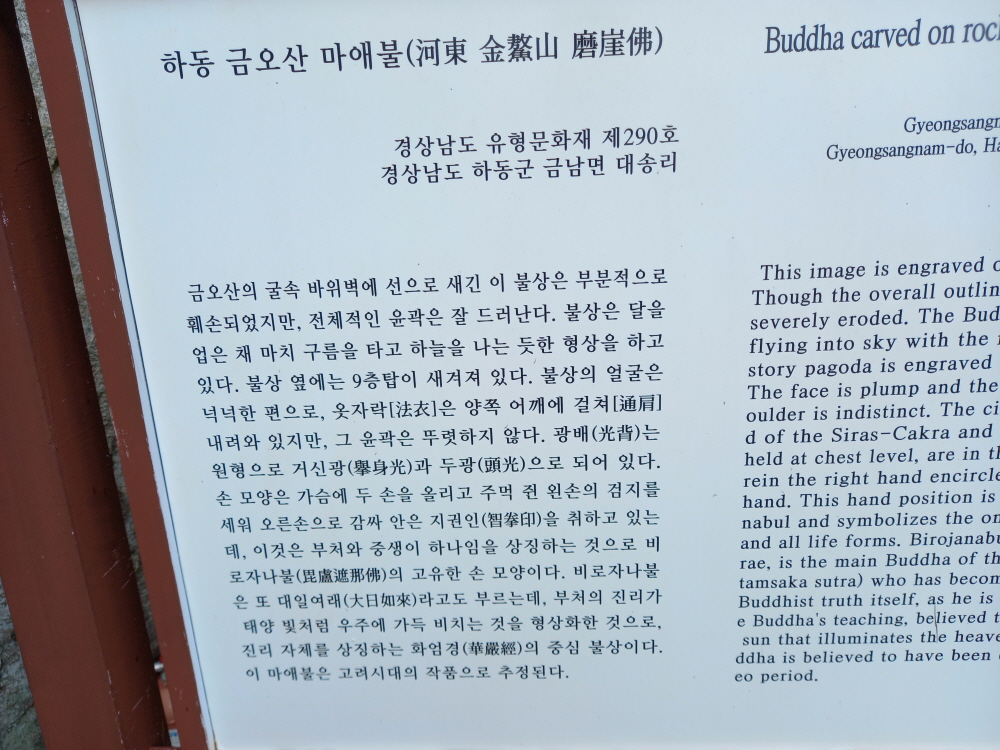 하동 금오산 마애불(河東 金鰲山 磨崖佛)
경상남도 유형문화재 제290호
경상남도 하동군 금남면 대송리
금오산의 굴속 바위벽에 선으로 새긴 이 불상은 부분적으로
훼손되었지만, 전체적인 윤곽은 잘 드러난다. 불상은 달을
업은 채 마치 구름을 타고 하늘을 나는 듯한 형상을 하고
있다. 불상 옆에는 9층탑이 새겨져 있다. 불상의 얼굴은
넉넉한 편으로, 옷자락[法衣]은 양쪽 어깨에 걸쳐[通肩]
내려와 있지만, 그 윤곽은 뚜렷하지 않다. 광배(光背)는
원형으로 거신광(擧身光)과 두광(頭光)으로 되어 있다.
손 모양은 가슴에 두 손을 올리고 주먹 쥔 왼손의 검지를
세워 오른손으로 감싸 안은 지권인(智拳印)을 취하고 있는
데, 이것은 부처와 중생이 하나임을 상징하는 것으로 비
로자나불(毘盧遮那佛)의 고유한 손 모양이다. 비로자나불
은 또 대일여래(大日如來)라고도 부르는데, 부처의 진리가
태양 빛처럼 우주에 가득 비치는 것을 형상화한 것으로,
진리 자체를 상징하는 화엄경(華嚴經)의 중심 불상이다.
이 마애불은 고려시대의 작품으로 추정된다.
Buddha carved on
Gyeongsangnam-do,
This image is engraved
Though the overall
severely eroded. The
flying into sky with the
story pagoda is engraved
The face is plump and the
oulder is indistinct. The
d of the Siras-Cakra and
held at chest level, are in
rein the right hand
hand. This hand position is
nabul and symbolizes the
and all life forms.
rae, is the main Buddha of
tamsaka sutra) who has
Buddhist truth itself, as he is
e Buddha's teaching, believed
sun that illuminates the
ddha is believed to have been
eo period.